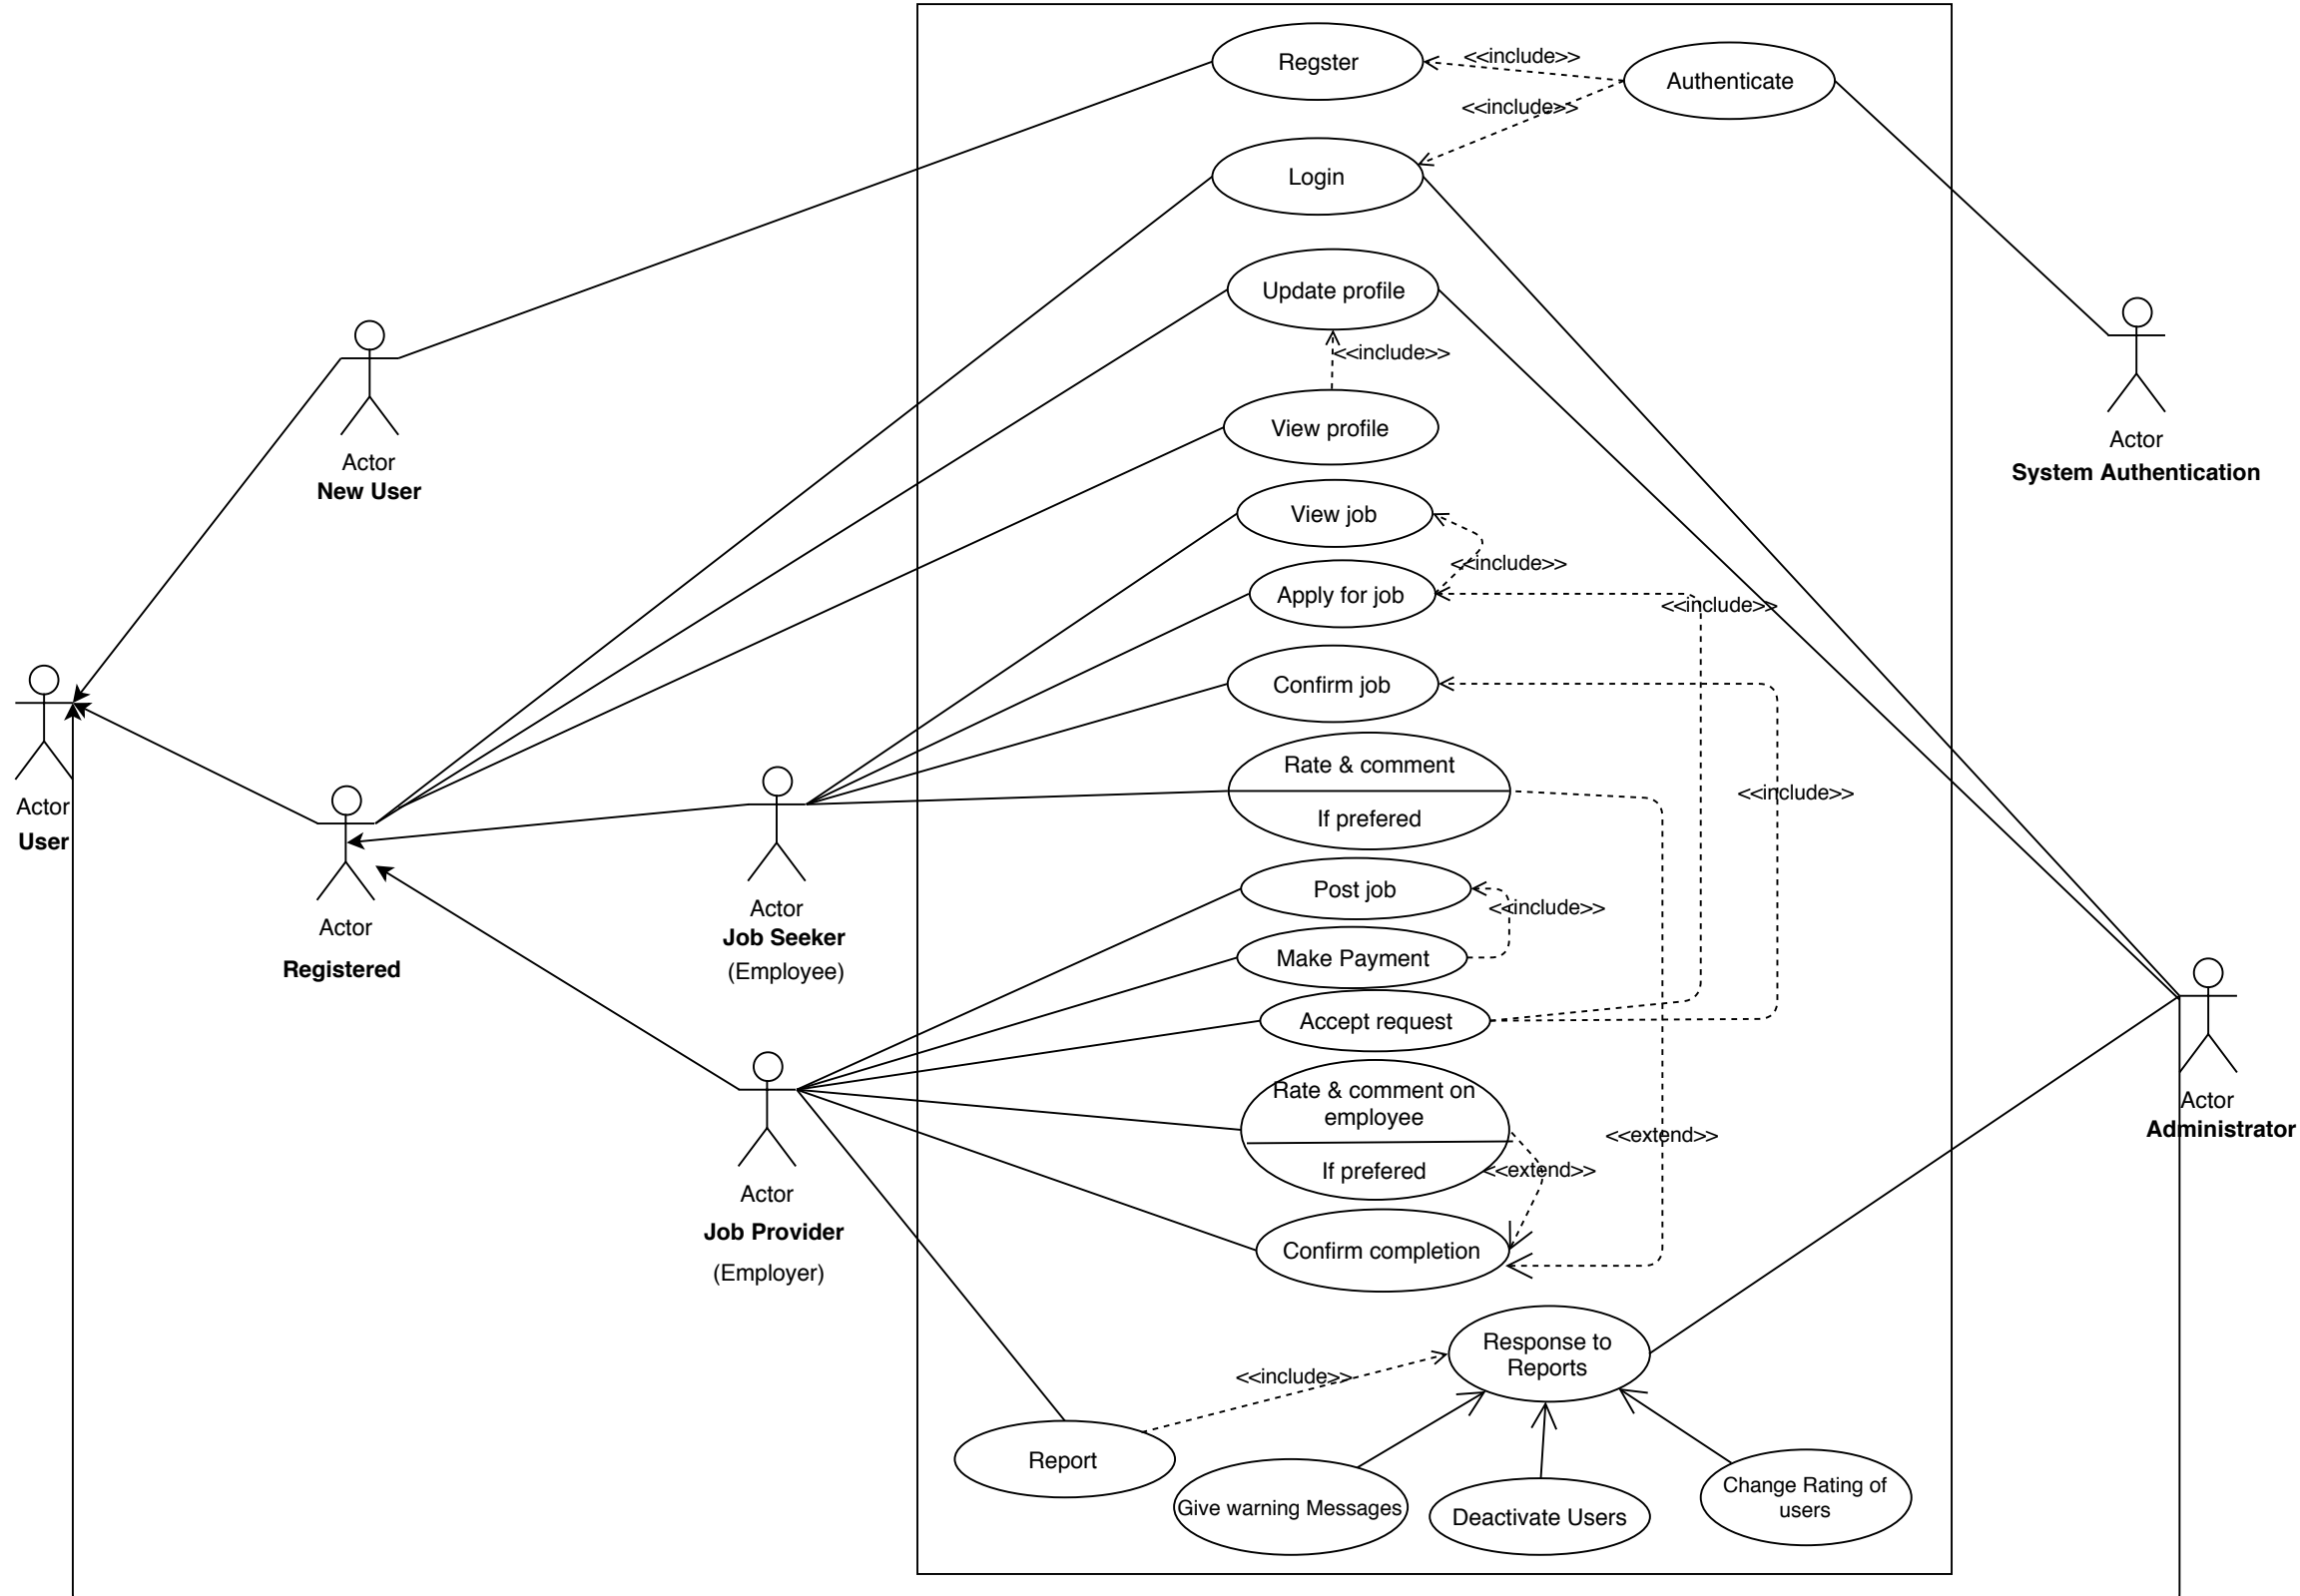 Regster
<<include>>
Authenticate
<<include>>
Login
Update profile
<<include>>
View profile
Actor
New User
Actor
System Authentication
View job
<<include>>
Apply for job
<<include>>
Confirm job
Rate & comment
If prefered
<<include>>
Actor
User
Actor
Registered
Actor
Job Seeker
(Employee)
Post job
<<include>>
Make Payment
Accept request
Rate & comment on
employee
If prefered
<<extend>>
<<extend>>
Actor
Administrator
Actor
Job Provider
(Employer)
Confirm completion
Response to
Reports
<<include>>
Report
Give warning Messages
Deactivate Users
Change Rating of
users